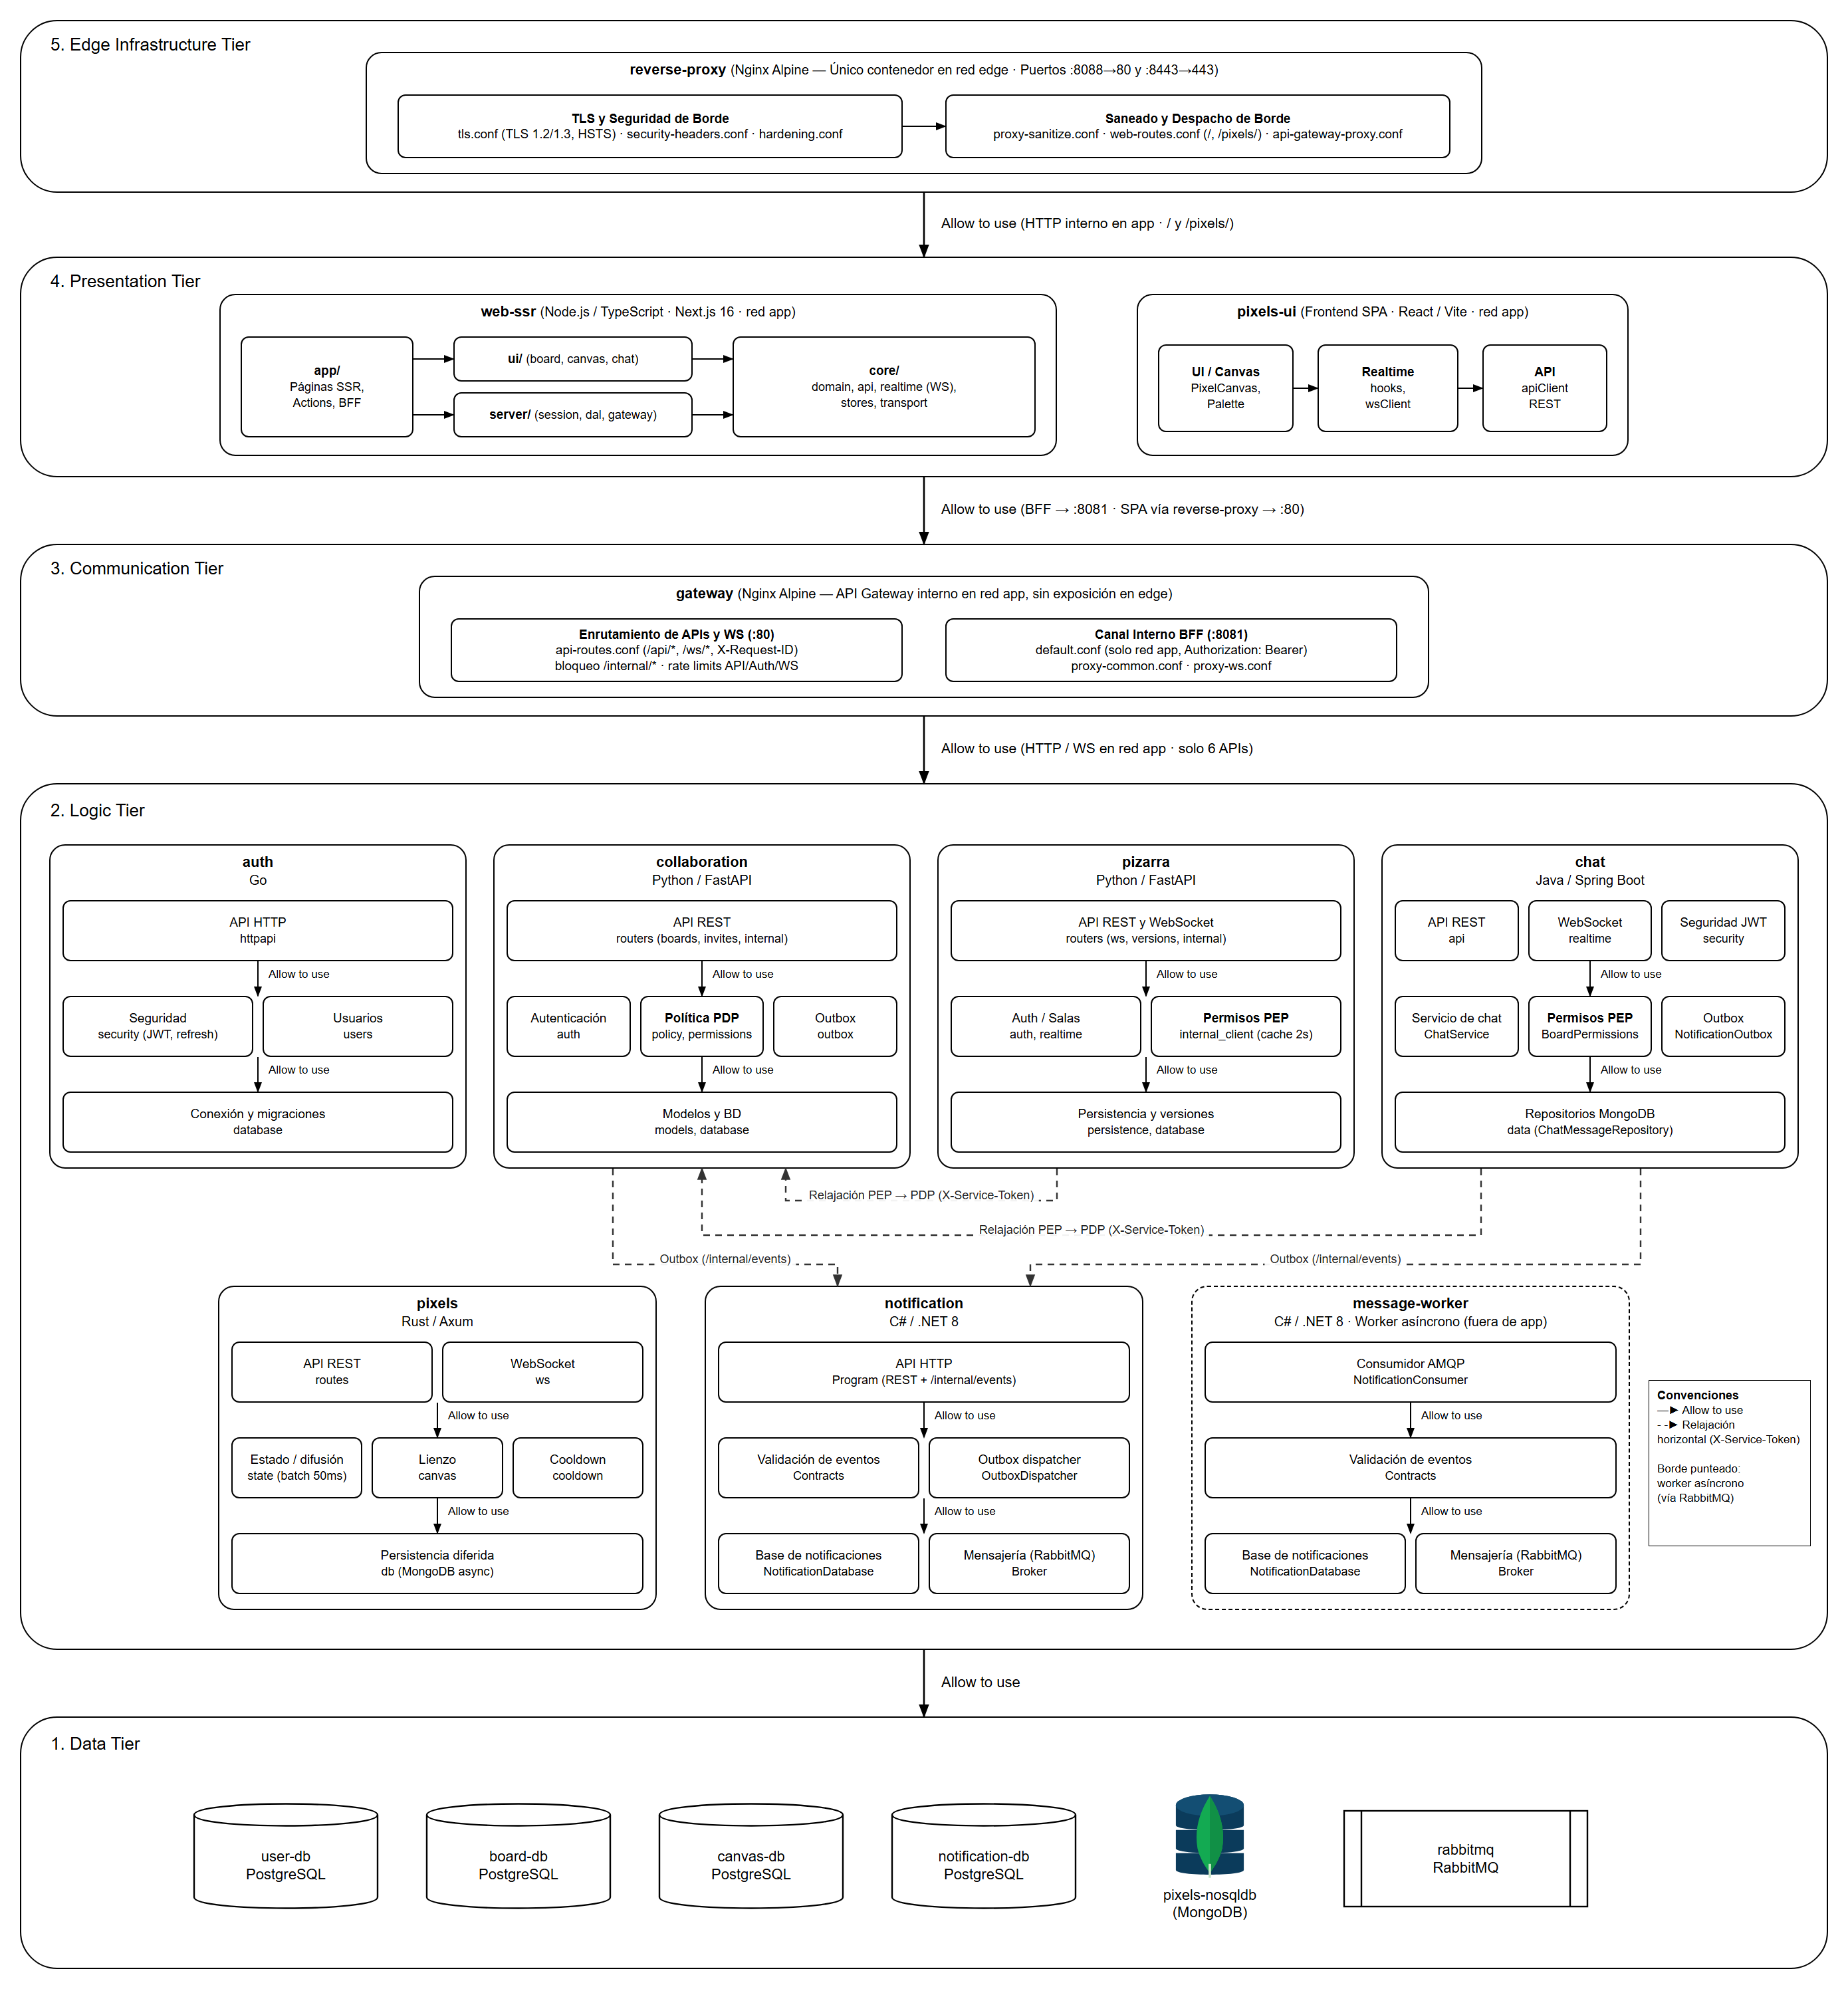 5. Edge Infrastructure Tier
reverse-proxy (Nginx Alpine — Único contenedor en red edge · Puertos :8088→80 y :8443→443)
TLS y Seguridad de Borde
tls.conf (TLS 1.2/1.3, HSTS) · security-headers.conf · hardening.conf
Saneado y Despacho de Borde
proxy-sanitize.conf · web-routes.conf (/, /pixels/) · api-gateway-proxy.conf
Allow to use (HTTP interno en app · / y /pixels/)
4. Presentation Tier
web-ssr (Node.js / TypeScript · Next.js 16 · red app)
app/
Páginas SSR,
Actions, BFF
ui/ (board, canvas, chat)
server/ (session, dal, gateway)
core/
domain, api, realtime (WS),
stores, transport
pixels-ui (Frontend SPA · React / Vite · red app)
UI / Canvas
PixelCanvas,
Palette
Realtime
hooks,
wsClient
API
apiClient
REST
Allow to use (BFF → :8081 · SPA vía reverse-proxy → :80)
3. Communication Tier
gateway (Nginx Alpine — API Gateway interno en red app, sin exposición en edge)
Enrutamiento de APIs y WS (:80)
api-routes.conf (/api/*, /ws/*, X-Request-ID)
bloqueo /internal/* · rate limits API/Auth/WS
Canal Interno BFF (:8081)
default.conf (solo red app, Authorization: Bearer)
proxy-common.conf · proxy-ws.conf
Allow to use (HTTP / WS en red app · solo 6 APIs)
2. Logic Tier
auth
Go
API HTTP
httpapi
Allow to use
Seguridad
security (JWT, refresh)
Usuarios
users
Allow to use
Conexión y migraciones
database
collaboration
Python / FastAPI
API REST
routers (boards, invites, internal)
Allow to use
Autenticación
auth
Política PDP
policy, permissions
Outbox
outbox
Allow to use
Modelos y BD
models, database
pizarra
Python / FastAPI
API REST y WebSocket
routers (ws, versions, internal)
Allow to use
Auth / Salas
auth, realtime
Permisos PEP
internal_client (cache 2s)
Allow to use
Persistencia y versiones
persistence, database
chat
Java / Spring Boot
API REST
api
WebSocket
realtime
Seguridad JWT
security
Allow to use
Servicio de chat
ChatService
Permisos PEP
BoardPermissions
Outbox
NotificationOutbox
Allow to use
Repositorios MongoDB
data (ChatMessageRepository)
Relajación PEP → PDP (X-Service-Token)
Relajación PEP → PDP (X-Service-Token)
Outbox (/internal/events)
Outbox (/internal/events)
pixels
Rust / Axum
API REST
routes
WebSocket
ws
Allow to use
Estado / difusión
state (batch 50ms)
Lienzo
canvas
Cooldown
cooldown
Allow to use
Persistencia diferida
db (MongoDB async)
notification
C# / .NET 8
API HTTP
Program (REST + /internal/events)
Allow to use
Validación de eventos
Contracts
Outbox dispatcher
OutboxDispatcher
Allow to use
Base de notificaciones
NotificationDatabase
Mensajería (RabbitMQ)
Broker
message-worker
C# / .NET 8 · Worker asíncrono (fuera de app)
Consumidor AMQP
NotificationConsumer
Allow to use
Validación de eventos
Contracts
Allow to use
Base de notificaciones
NotificationDatabase
Mensajería (RabbitMQ)
Broker
Convenciones
—► Allow to use
- -► Relajación
horizontal (X-Service-Token)
Borde punteado:
worker asíncrono
(vía RabbitMQ)
Allow to use
1. Data Tier
user-db
PostgreSQL
board-db
PostgreSQL
canvas-db
PostgreSQL
notification-db
PostgreSQL
pixels-nosqldb
(MongoDB)
rabbitmq
RabbitMQ